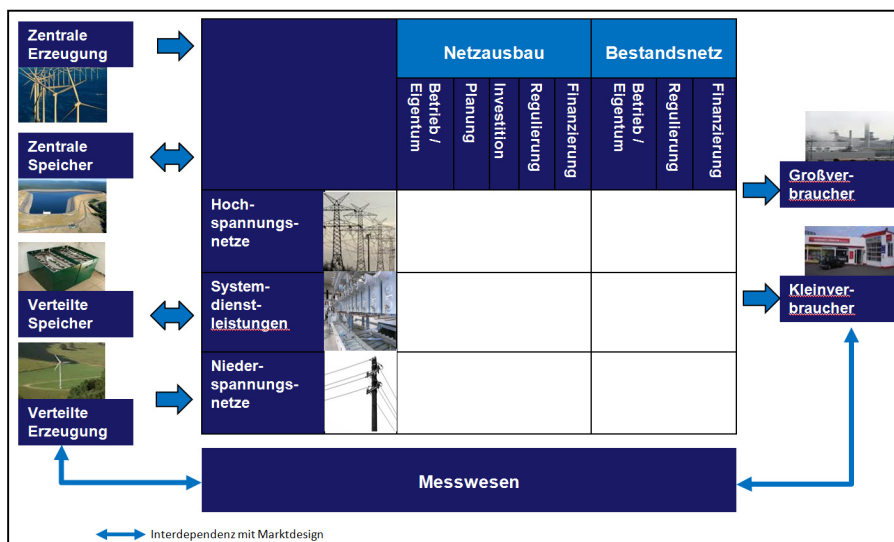 Zentrale
Erzeugung
Zentrale
Speicher
Verteilte
Speicher
Verteilte
Erzeugung
Netzausbau
Bestandsnetz
Betrieb /
Eigentum
Planung
Investition
Regulierung
Finanzierung
Betrieb /
Eigentum
Regulierung
Finanzierung
Hoch-
spannungs-
netze
System-
dienst-
leistungen
Nieder-
spannungs-
netze
Großver-
braucher
Kleinver-
braucher
Messwesen
Interdependenz mit Marktdesign